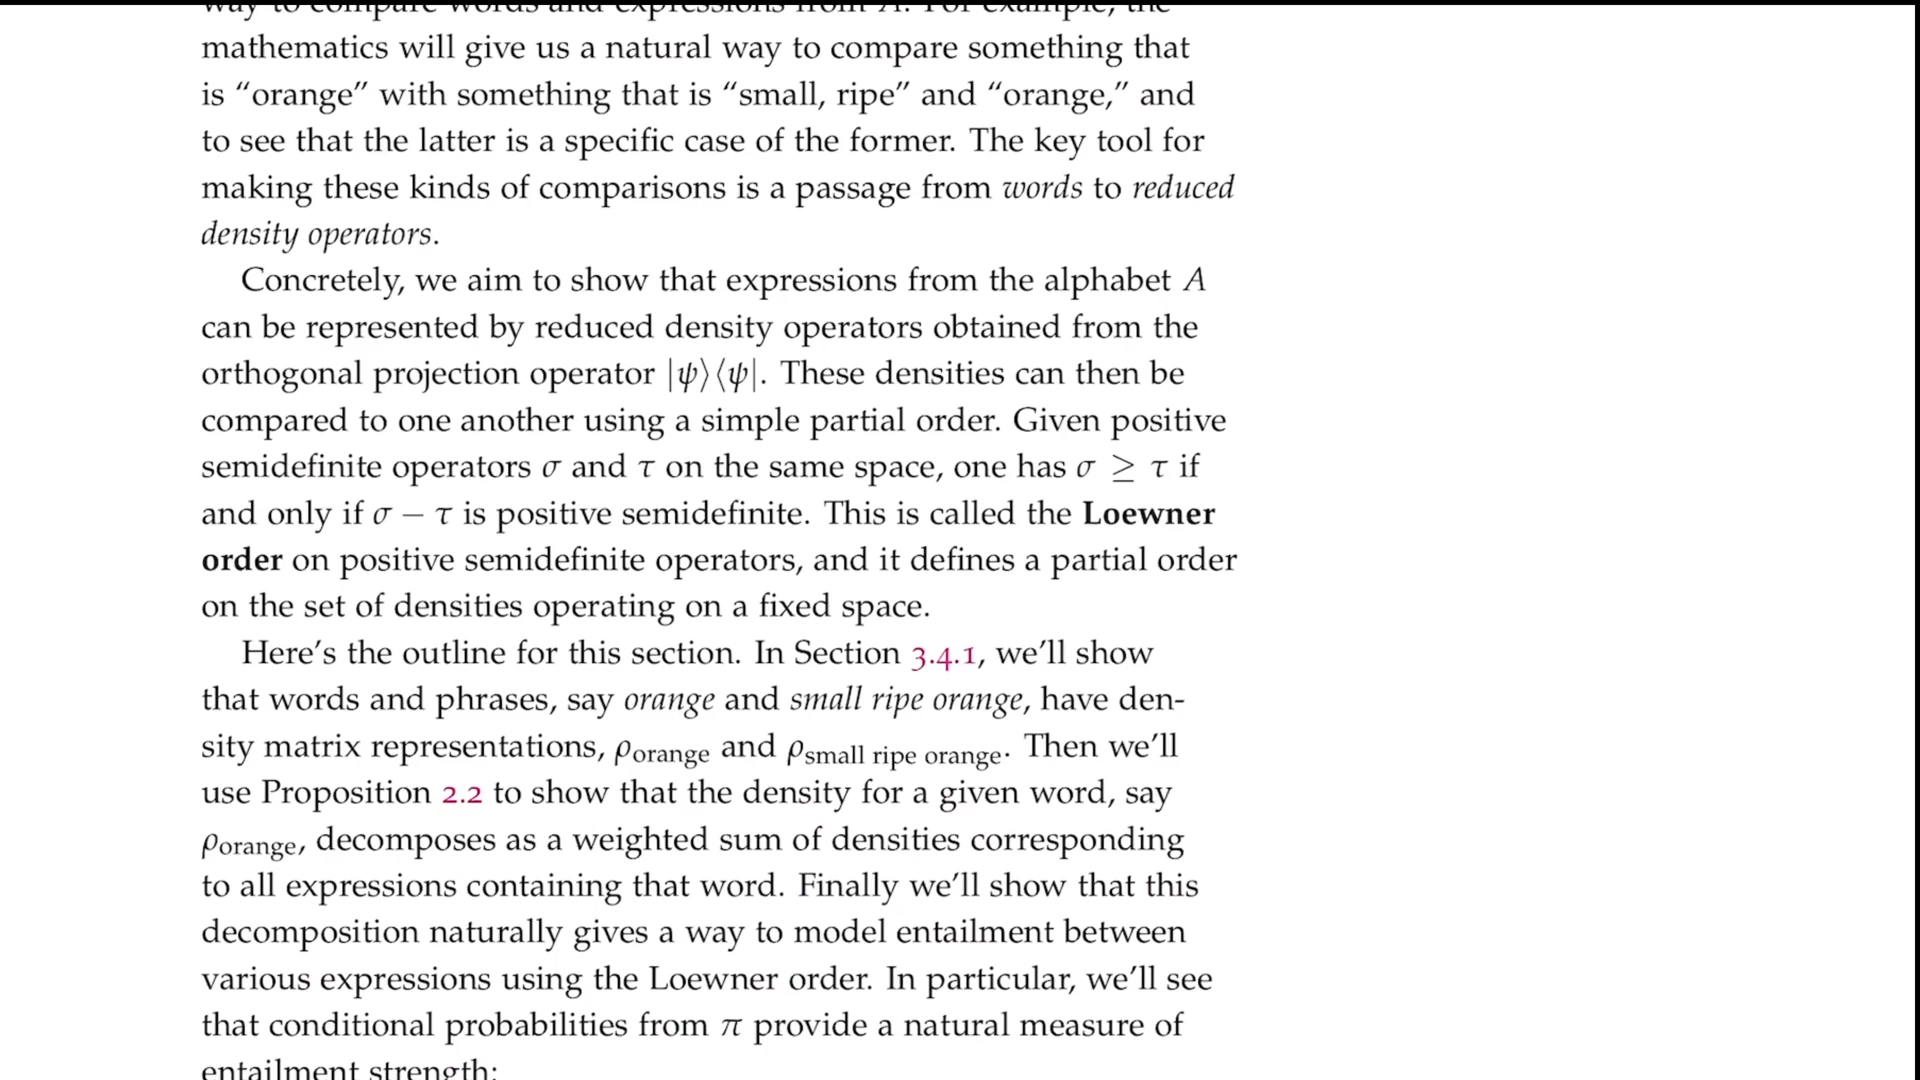 way to compare words and expressions from A. For example, the
mathematics will give us a natural way to compare something that
is “orange” with something that is “small, ripe” and “orange,” and
to see that the latter is a specific case of the former. The key tool for
making these kinds of comparisons is a passage from words to reduced
density operators.
Concretely, we aim to show that expressions from the alphabet A
can be represented by reduced density operators obtained from the
orthogonal projection operator |ψ⟩⟨ψ|. These densities can then be
compared to one another using a simple partial order. Given positive
semidefinite operators σ and τ on the same space, one has σ ≥ τ if
and only if σ − τ is positive semidefinite. This is called the Loewner
order on positive semidefinite operators, and it defines a partial order
on the set of densities operating on a fixed space.
Here’s the outline for this section. In Section 3.4.1, we’ll show
that words and phrases, say orange and small ripe orange, have den-
sity matrix representations, ρorange and ρsmall ripe orange. Then we’ll
use Proposition 2.2 to show that the density for a given word, say
ρorange, decomposes as a weighted sum of densities corresponding
to all expressions containing that word. Finally we’ll show that this
decomposition naturally gives a way to model entailment between
various expressions using the Loewner order. In particular, we’ll see
that conditional probabilities from π provide a natural measure of
entailment strength: